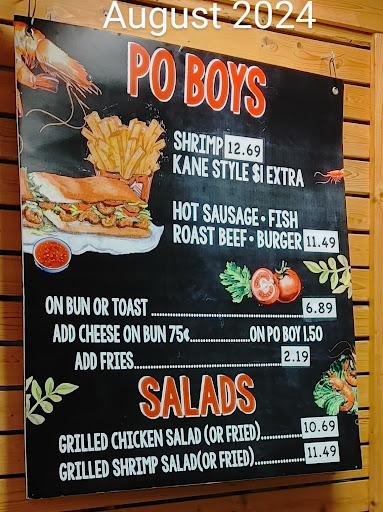 August 2024
PO BOYS
SHRIMP 12.69
KANE STYLE $1 EXTRA
HOT SAUSAGE • FISH
ROAST BEEF • BURGER 11.49
ON BUN OR TOAST ........................ 6.89
ADD CHEESE ON BUN 75¢..............ON PO BOY 1.50
ADD FRIES........................ 2.19
SALADS
GRILLED CHICKEN SALAD (OR FRIED)........... 10.69
GRILLED SHRIMP SALAD(OR FRIED)............. 11.49